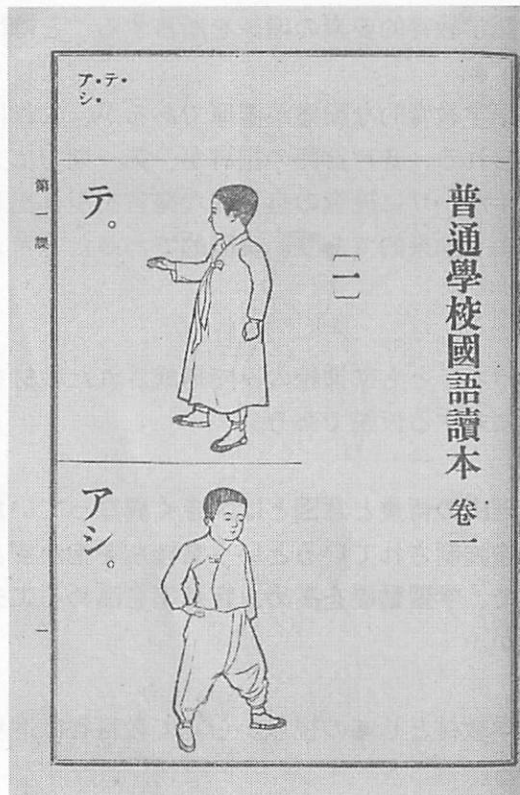 普通學校國語讀本 卷一
〔一〕
テ・
ア・
シ・
テ。
アシ。
第一課
一